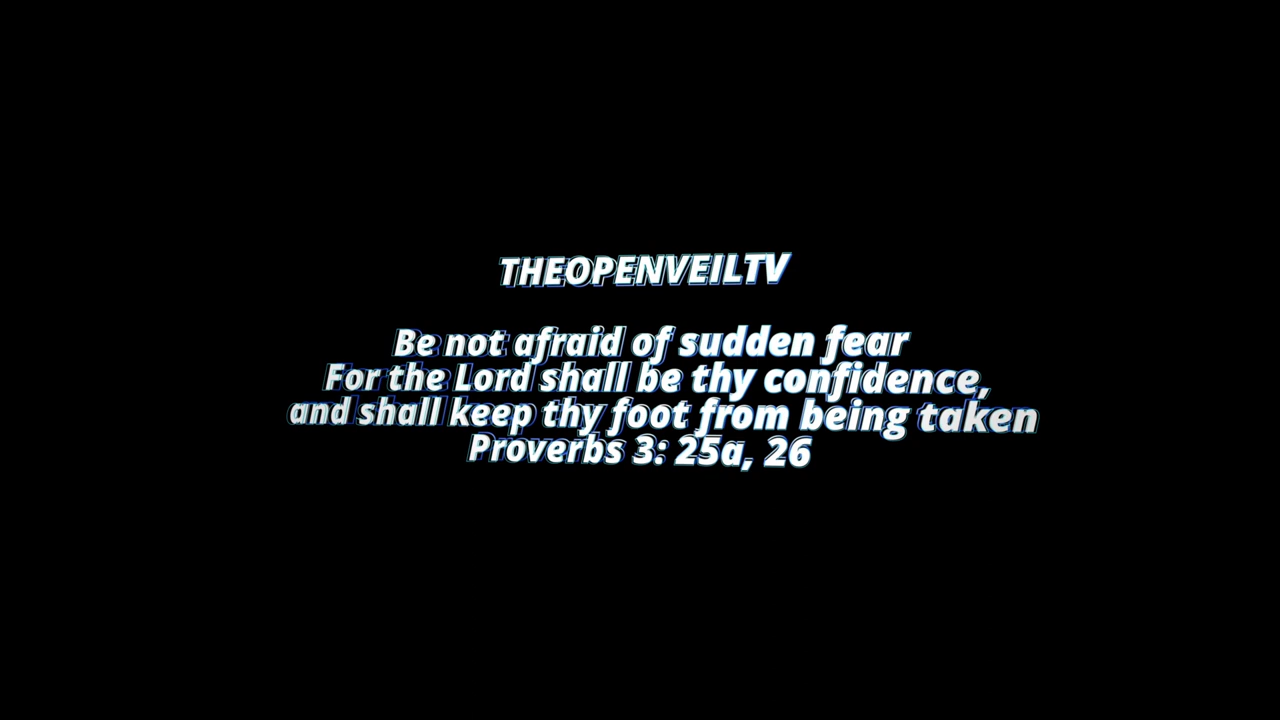 THEOPENVEILTV
Be not afraid of sudden fear
For the Lord shall be thy confidence,
and shall keep thy foot from being taken
Proverbs 3: 25a, 26